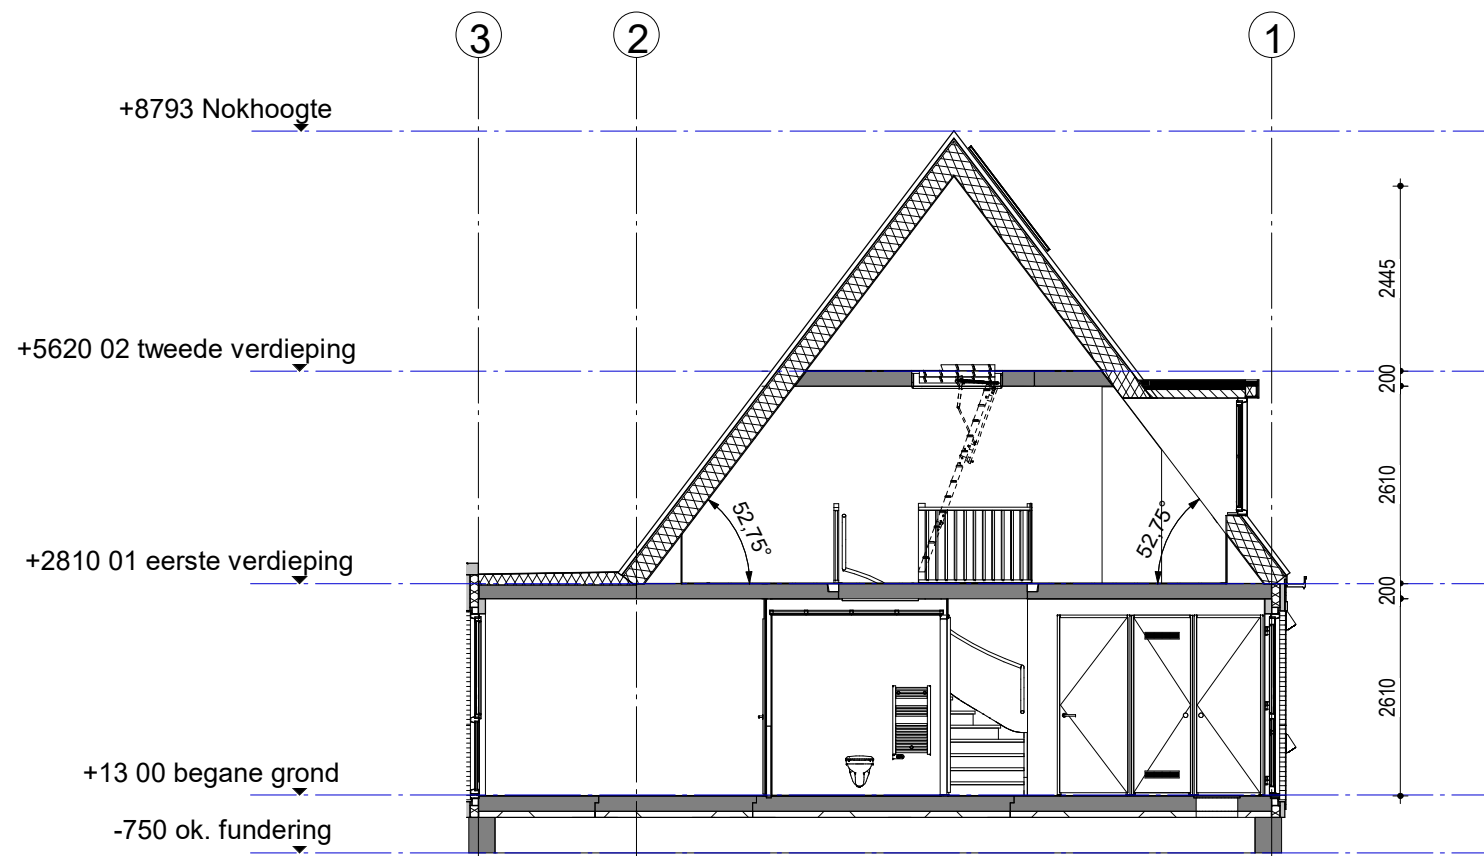 3
2
1
+8793 Nokhoogte
2445
+5620 02 tweede verdieping
200
2610
52,75°
52,75°
+2810 01 eerste verdieping
200
2610
+13 00 begane grond
-750 ok. fundering